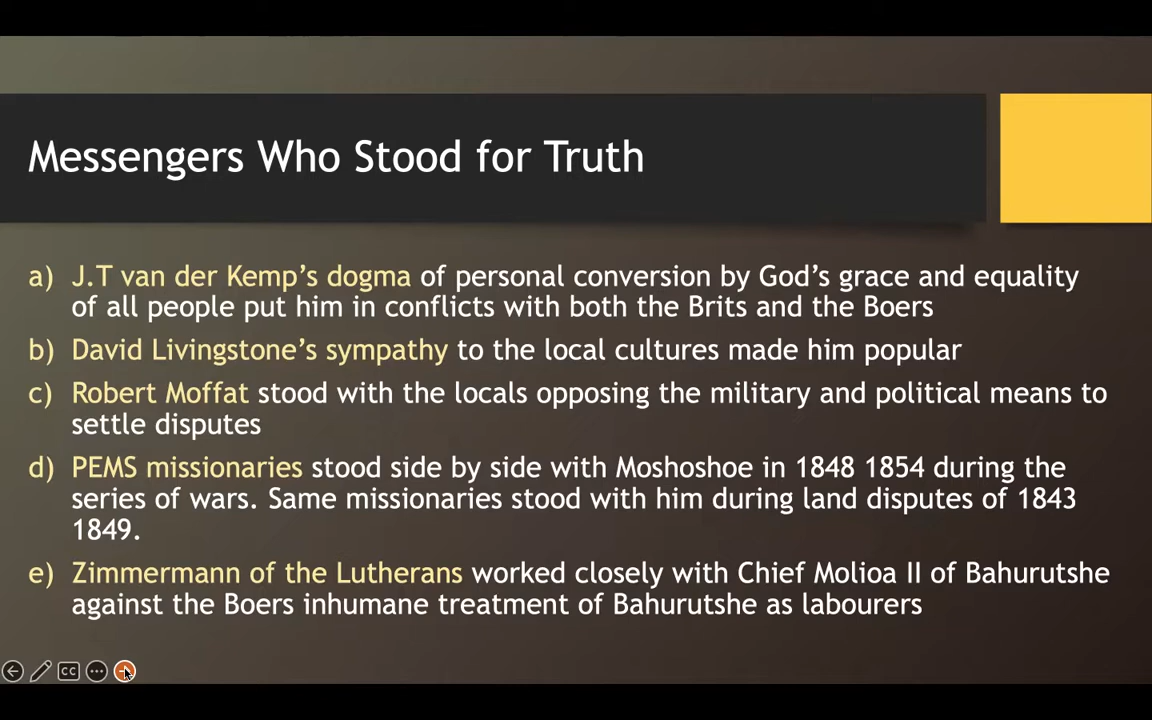 Messengers Who Stood for Truth
a) J.T van der Kemp's dogma of personal conversion by God's grace and equality
of all people put him in conflicts with both the Brits and the Boers
b) David Livingstone's sympathy to the local cultures made him popular
c) Robert Moffat stood with the locals opposing the military and political means to
settle disputes
d) PEMS missionaries stood side by side with Moshoshoe in 1848 1854 during the
series of wars. Same missionaries stood with him during land disputes of 1843
1849.
e) Zimmermann of the Lutherans worked closely with Chief Molioa II of Bahurutshe
against the Boers inhumane treatment of Bahurutshe as labourers
CC